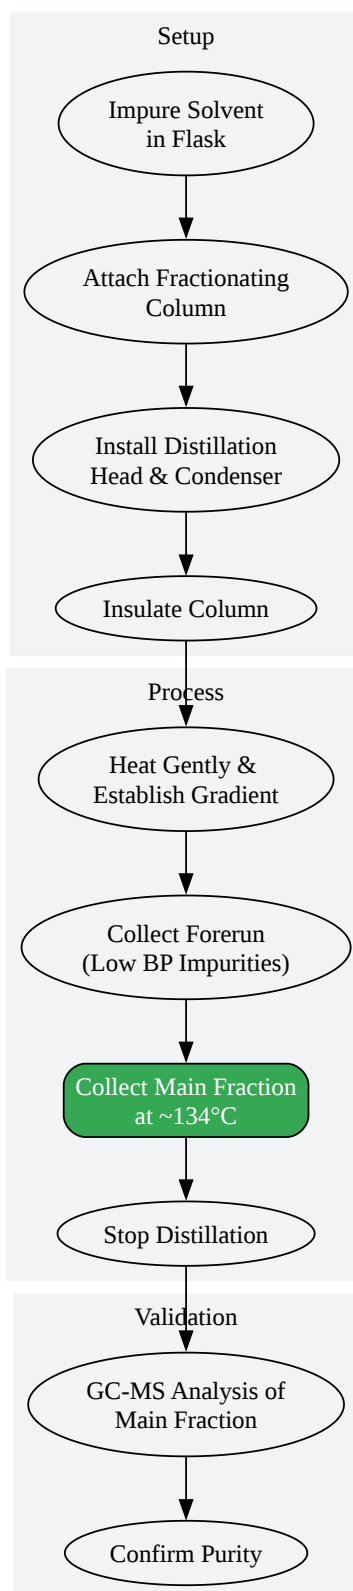 Setup
Impure Solvent
in Flask
Attach Fractionating
Column
Install Distillation
Head & Condenser
Insulate Column
Process
Heat Gently &
Establish Gradient
Collect Forerun
(Low BP Impurities)
Collect Main Fraction
at ~134°C
Stop Distillation
Validation
GC-MS Analysis of
Main Fraction
Confirm Purity